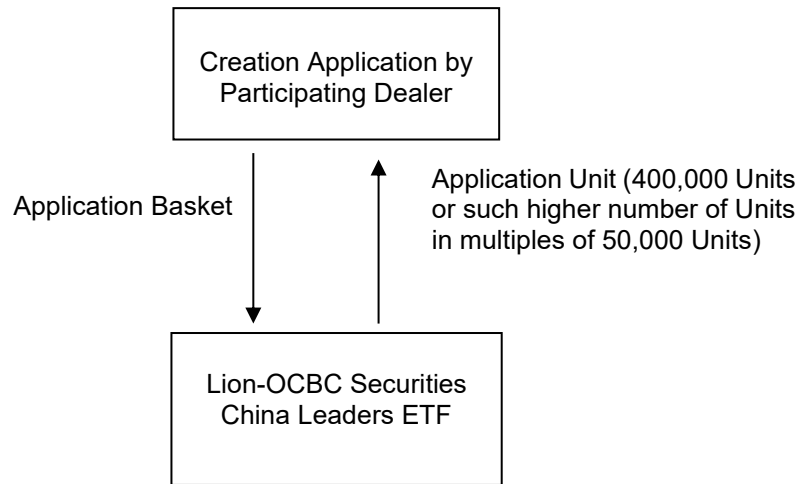 Creation Application by
Participating Dealer
Application Basket
Application Unit (400,000 Units
or such higher number of Units
in multiples of 50,000 Units)
Lion-OCBC Securities
China Leaders ETF